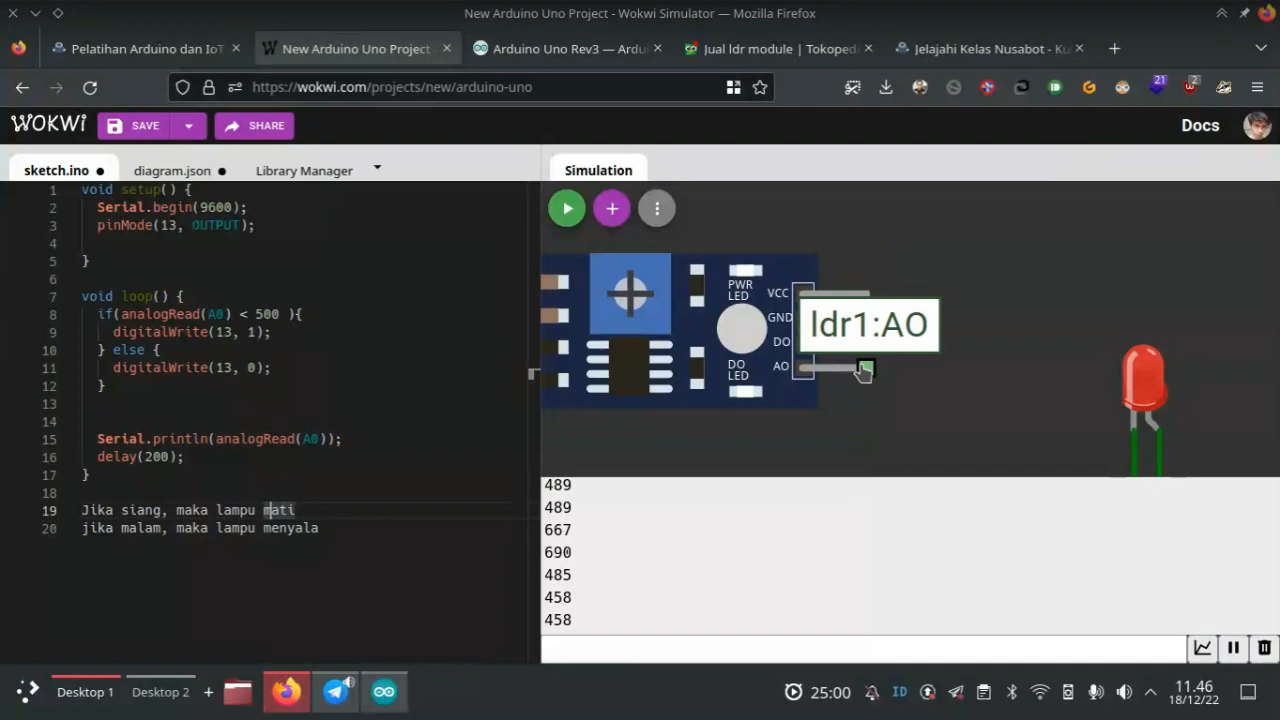 New Arduino Uno Project - Wokwi Simulator — Mozilla Firefox
Pelatihan Arduino dan IoT
New Arduino Uno Project
Arduino Uno Rev3 — Ardu
Jual ldr module | Tokoped
Jelajahi Kelas Nusabot - Ku
https://wokwi.com/projects/new/arduino-uno
21
2
WOKWI
SAVE
SHARE
Docs
sketch.ino
diagram.json
Library Manager
Simulation
1 void setup() {
2 Serial.begin(9600);
3 pinMode(13, OUTPUT);
4
5 }
6
7 void loop() {
8 if(analogRead(A0) < 500 ){
9 digitalWrite(13, 1);
10 } else {
11 digitalWrite(13, 0);
12 }
13
14
15 Serial.println(analogRead(A0));
16 delay(200);
17 }
18
19 Jika siang, maka lampu mati
20 jika malam, maka lampu menyala
PWR
LED
VCC
GND
DO
AO
DO
LED
ldr1:AO
489
489
667
690
485
458
458
Desktop 1
Desktop 2
25:00
ID
11.46
18/12/22